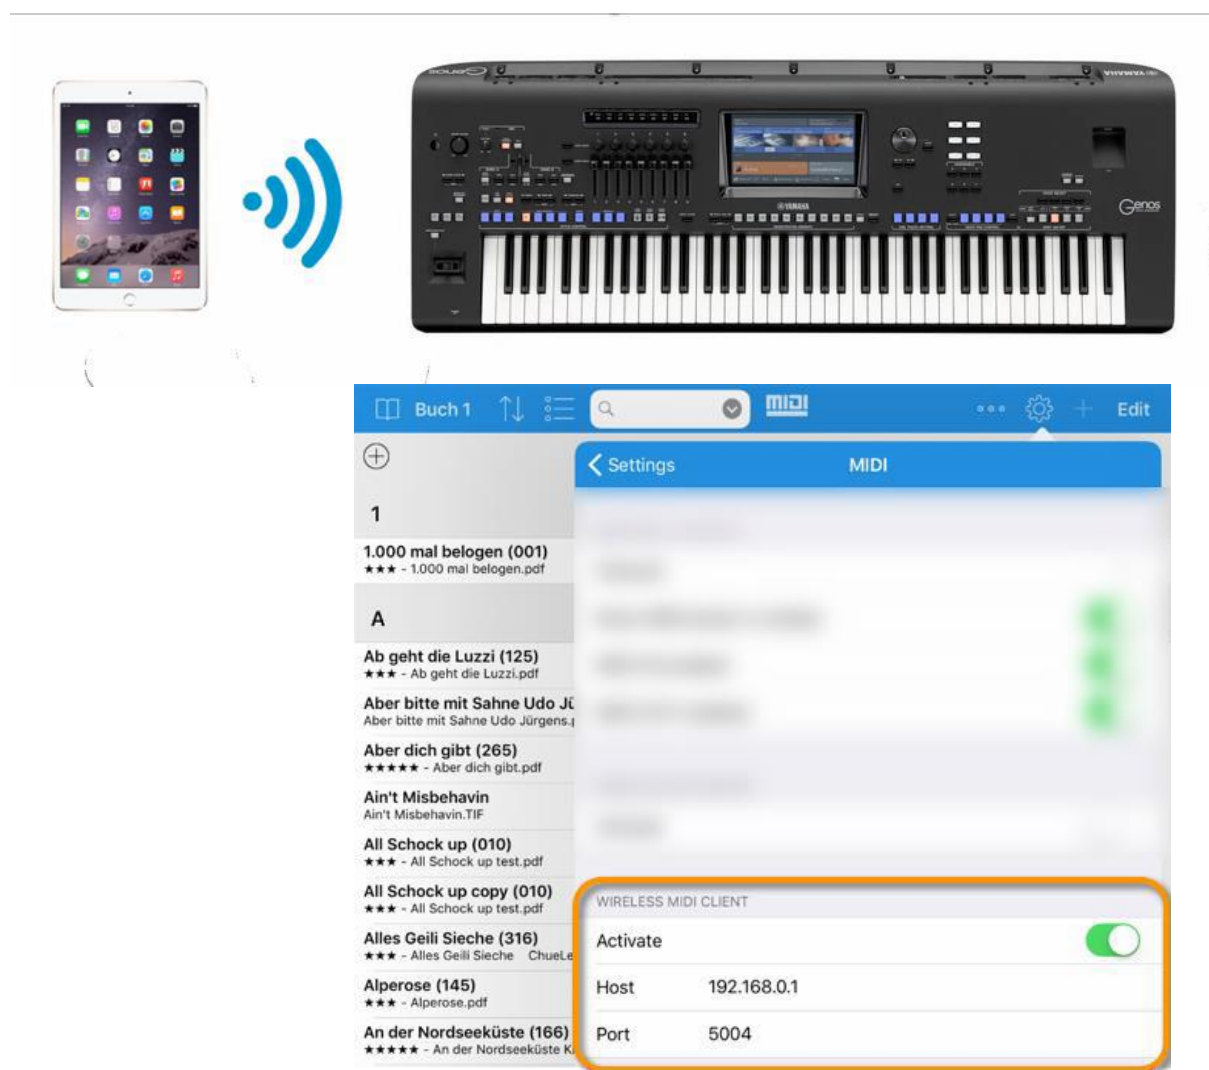 Genos
YAMAHA
YAMAHA
Genos
Buch 1
MIDI
Edit
1
1.000 mal belogen (001)
★★★ - 1.000 mal belogen.pdf
A
Ab geht die Luzzi (125)
★★★ - Ab geht die Luzzi.pdf
Aber bitte mit Sahne Udo Jü
Aber bitte mit Sahne Udo Jürgens.p
Aber dich gibt (265)
★★★★★ - Aber dich gibt.pdf
Ain't Misbehavin
Ain't Misbehavin.TIF
All Schock up (010)
★★★ - All Schock up test.pdf
All Schock up copy (010)
★★★ - All Schock up test.pdf
Alles Geili Sieche (316)
★★★ - Alles Geili Sieche ChueLe
Alperose (145)
★★★ - Alperose.pdf
An der Nordseeküste (166)
★★★★★ - An der Nordseeküste K
Settings
MIDI
WIRELESS MIDI CLIENT
Activate
Host 192.168.0.1
Port 5004